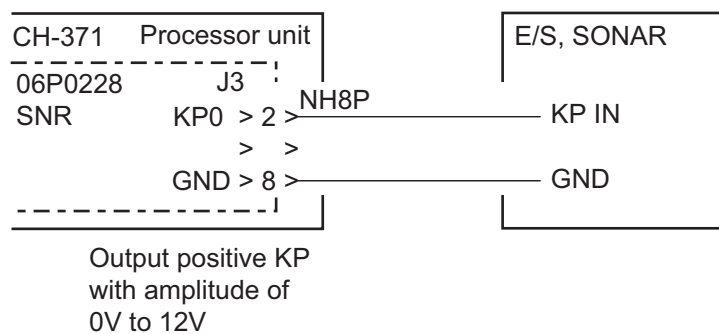 CH-371 Processor unit
E/S, SONAR
06P0228 J3
SNR KP0 > 2 > NH8P KP IN
> >
GND > 8 > GND
Output positive KP
with amplitude of
0V to 12V